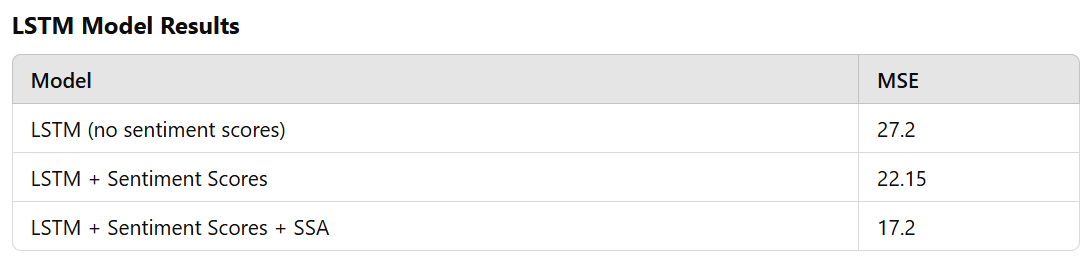 LSTM Model Results
Model MSE
LSTM (no sentiment scores) 27.2
LSTM + Sentiment Scores 22.15
LSTM + Sentiment Scores + SSA 17.2